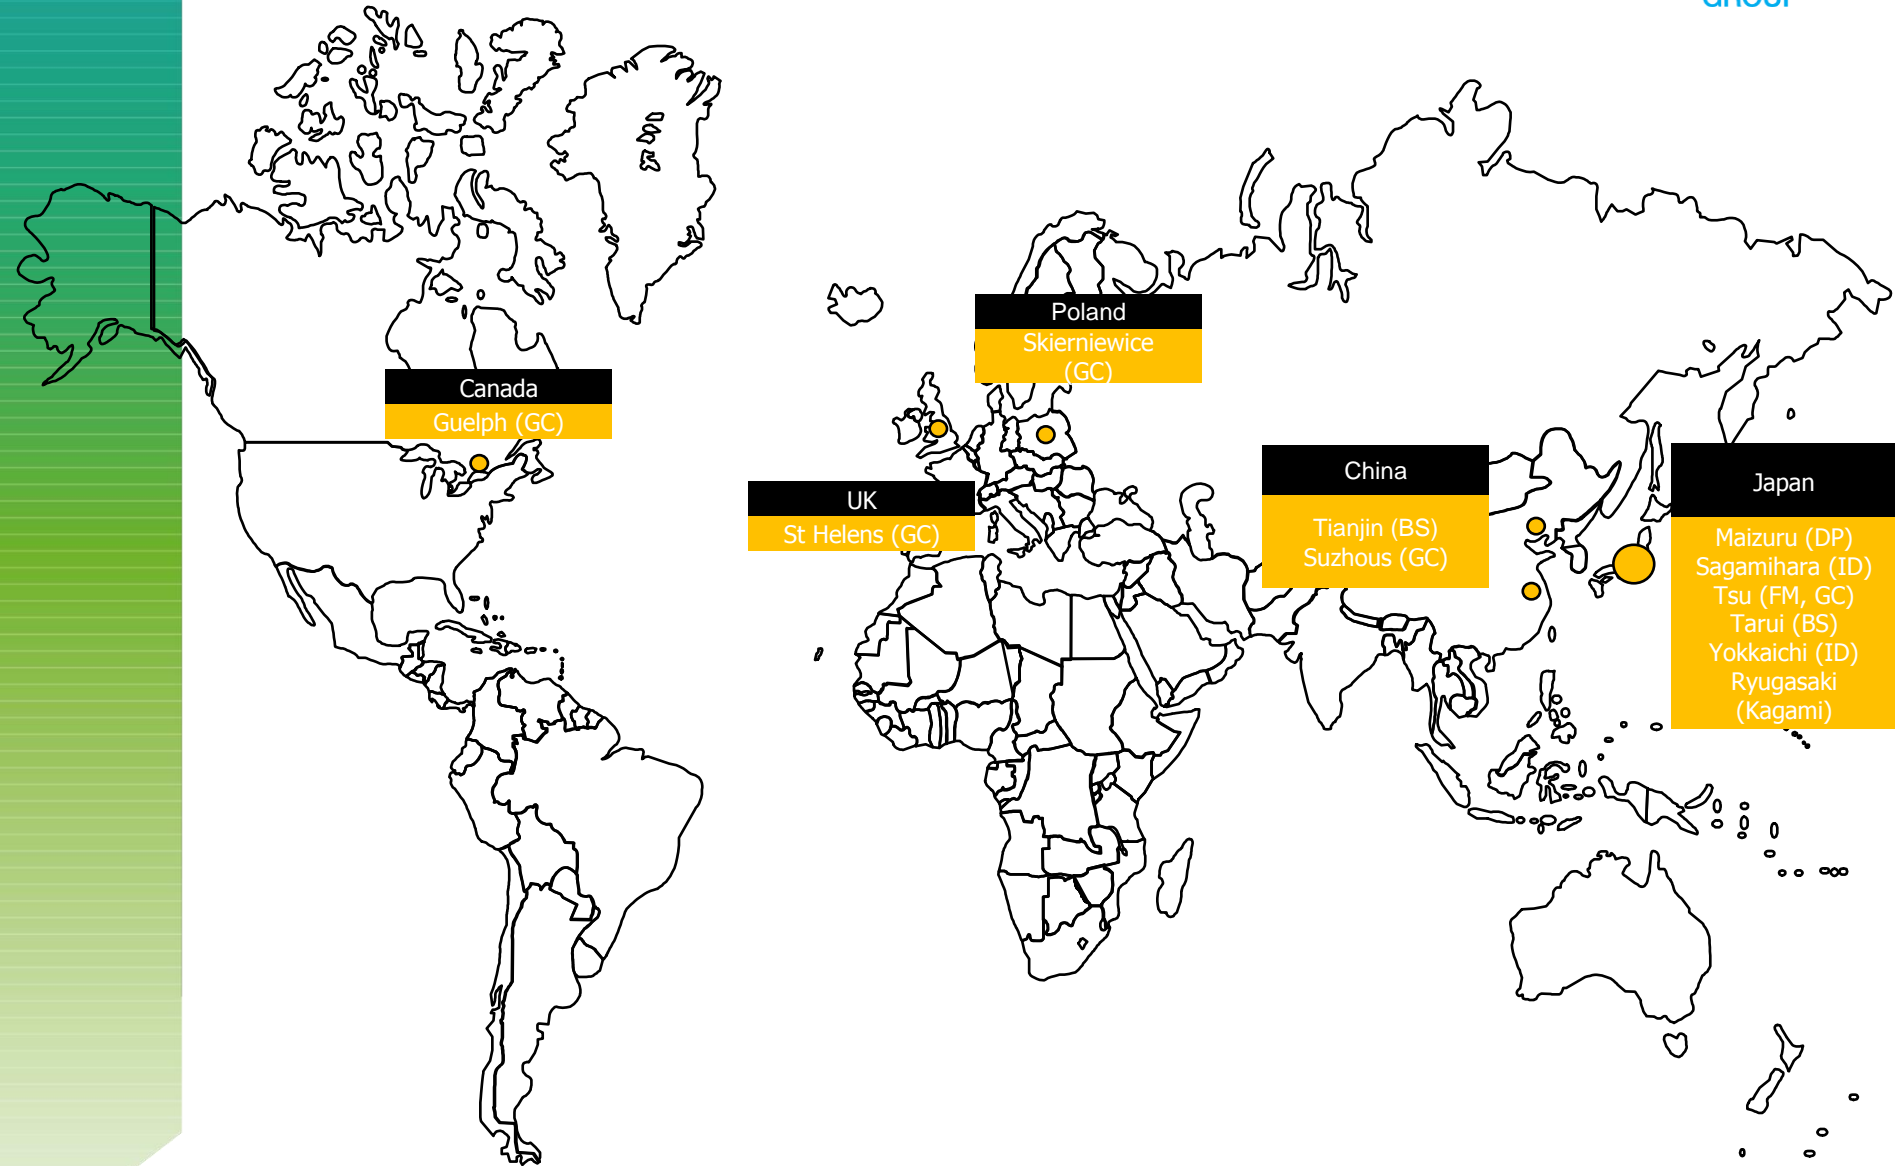 GROUP
Poland
Skierniewice
(GC)
Canada
Guelph (GC)
UK
St Helens (GC)
China
Tianjin (BS)
Suzhous (GC)
Japan
Maizuru (DP)
Sagamihara (ID)
Tsu (FM, GC)
Tarui (BS)
Yokkaichi (ID)
Ryugasaki
(Kagami)